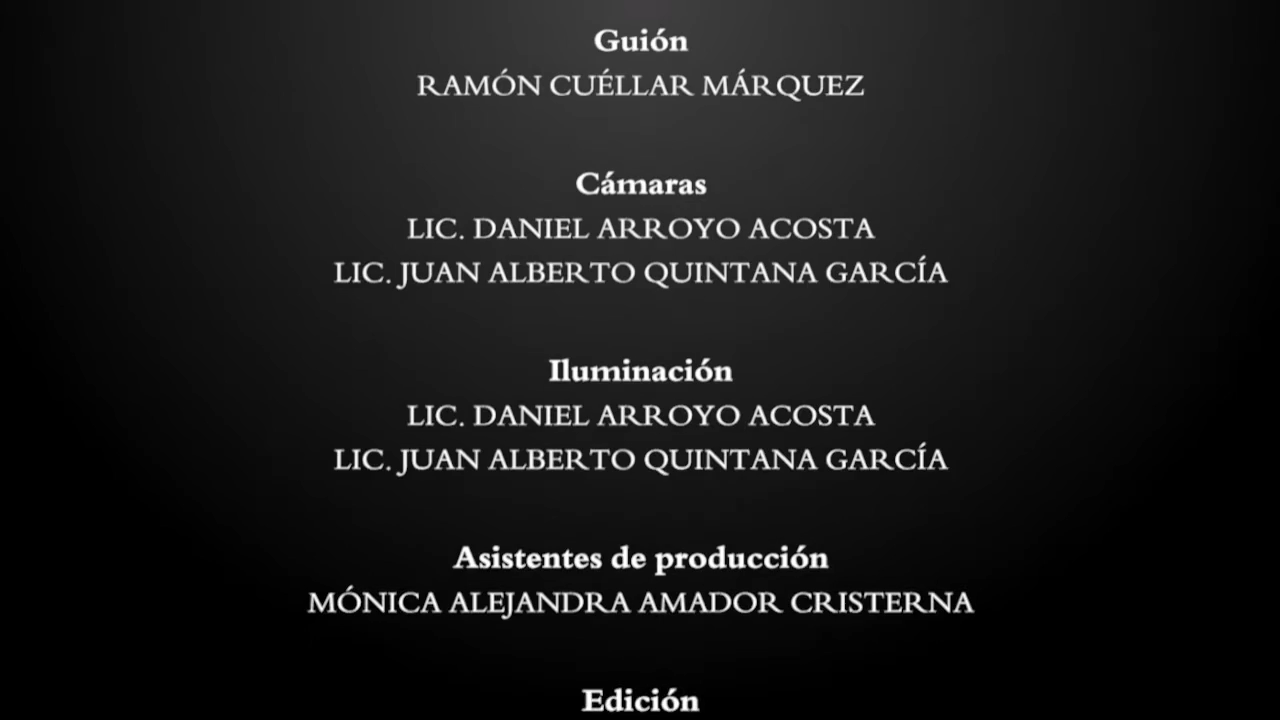 Guión
RAMÓN CUÉLLAR MÁRQUEZ
Cámaras
LIC. DANIEL ARROYO ACOSTA
LIC. JUAN ALBERTO QUINTANA GARCÍA
Iluminación
LIC. DANIEL ARROYO ACOSTA
LIC. JUAN ALBERTO QUINTANA GARCÍA
Asistentes de producción
MÓNICA ALEJANDRA AMADOR CRISTERNA
Edición